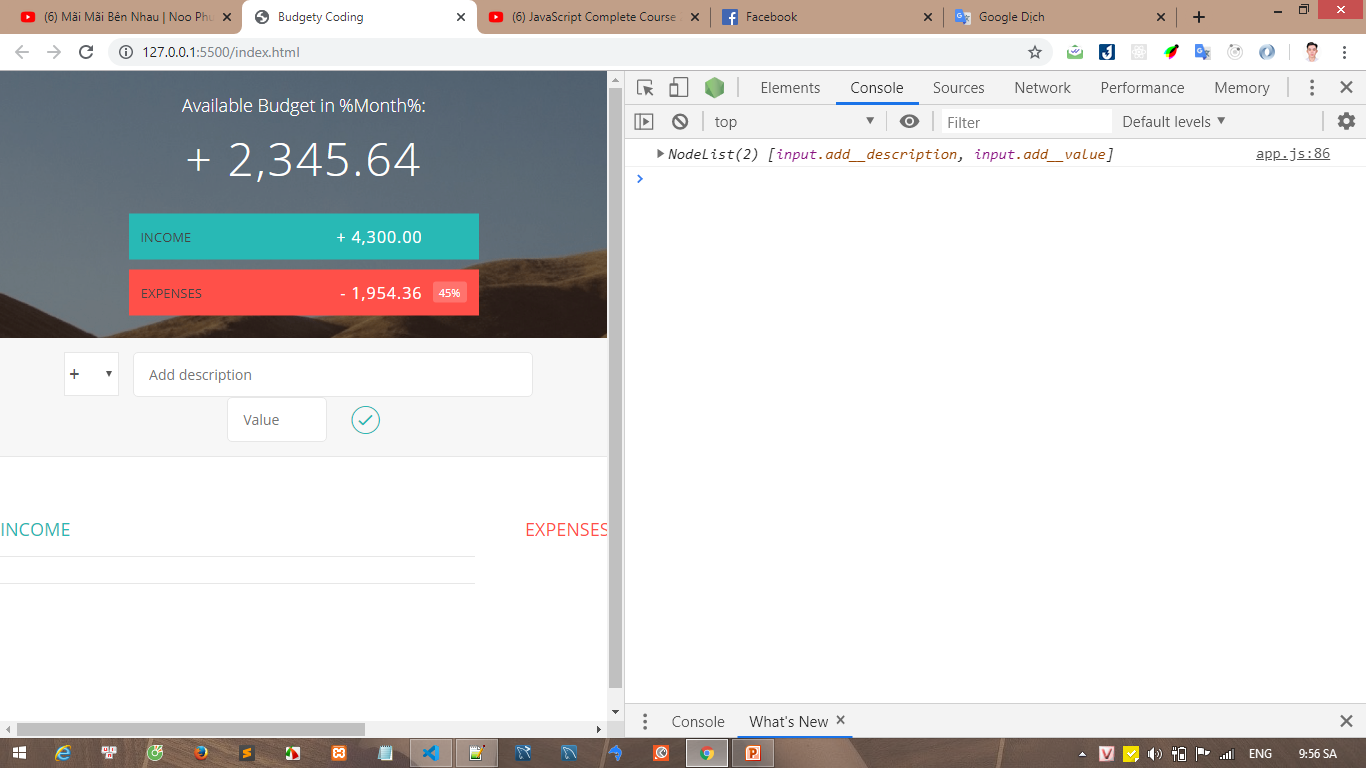 (6) Mãi Mãi Bên Nhau | Noo Phu
Budgety Coding
(6) JavaScript Complete Course
Facebook
Google Dịch
127.0.0.1:5500/index.html
Available Budget in %Month%:
+ 2,345.64
INCOME + 4,300.00
EXPENSES - 1,954.36 45%
+
Add description
Value
INCOME
EXPENSES
Elements Console Sources Network Performance Memory
top Filter Default levels
NodeList(2) [input.add__description, input.add__value] app.js:86
Console What's New
ENG 9:56 SA